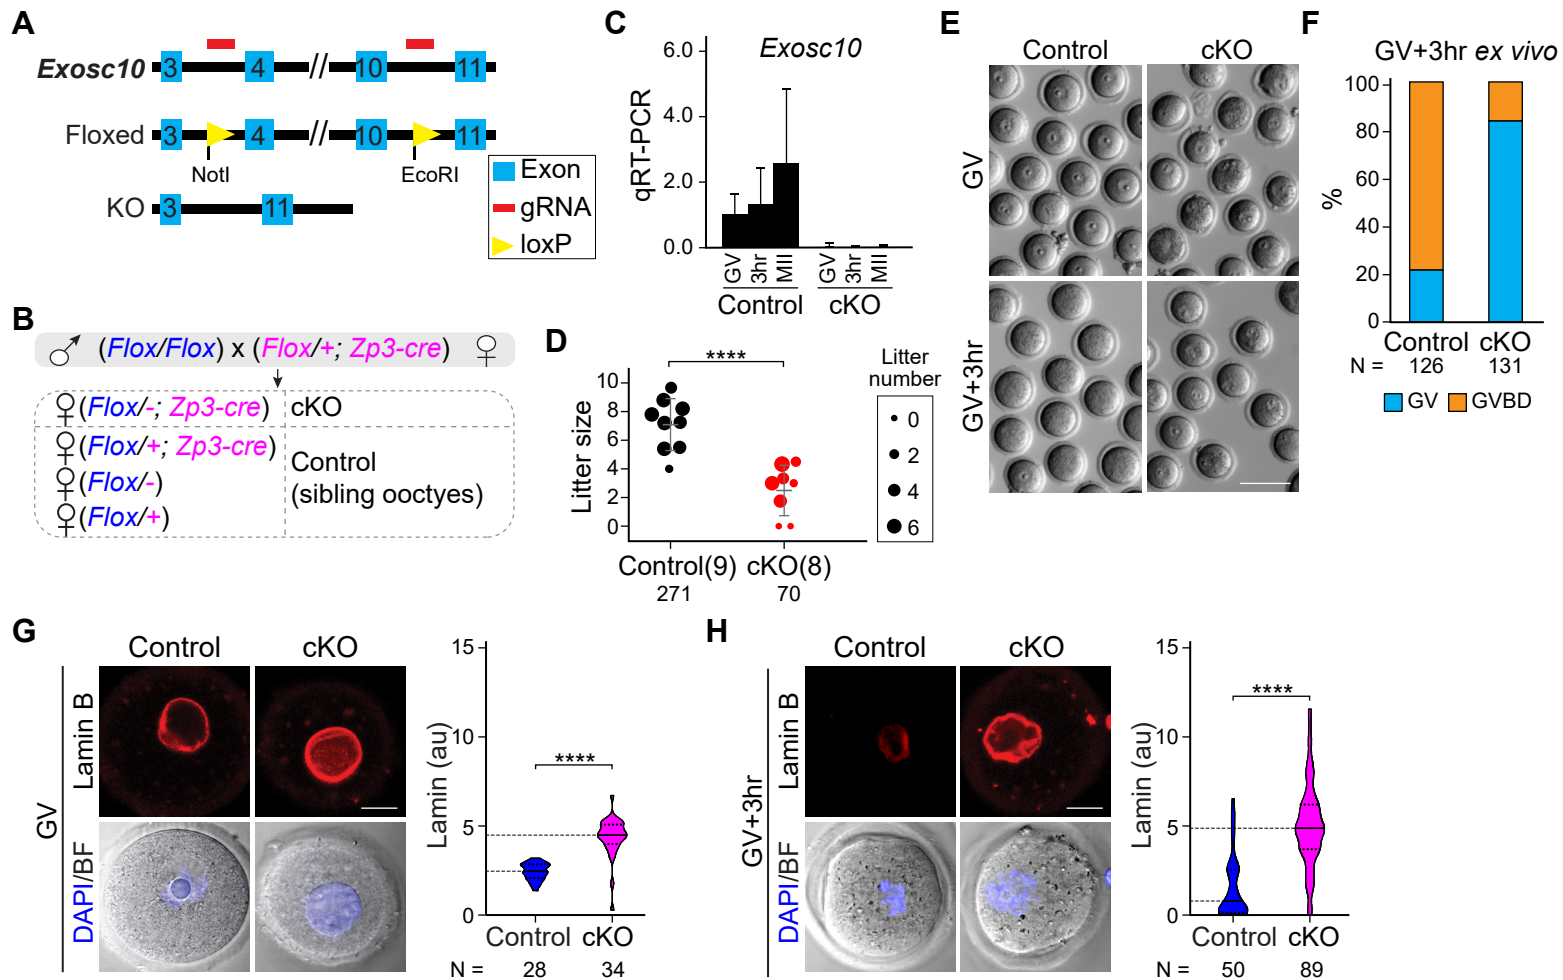 A
Exosc10
3
4
//
10
11
Floxed
3
4
//
10
11
NotI
EcoRI
KO
3
11
Exon
gRNA
loxP
B
♂ (Flox/Flox) x (Flox/+; Zp3-cre) ♀
♀(Flox/-; Zp3-cre)
cKO
♀(Flox/+; Zp3-cre)
♀(Flox/-)
♀(Flox/+)
Control
(sibling ooctyes)
C
Exosc10
qRT-PCR
6.0
4.0
2.0
0.0
GV
3hr
MII
GV
3hr
MII
Control
cKO
D
****
Litter size
10
8
6
4
2
0
Control(9) cKO(8)
271
70
Litter
number
0
2
4
6
E
Control
cKO
GV
GV+3hr
F
GV+3hr ex vivo
%
100
80
60
40
20
0
Control cKO
N = 126 131
GV
GVBD
G
Control
cKO
GV
Lamin B
DAPI/BF
Lamin (au)
15
10
5
0
****
Control cKO
N = 28 34
H
Control
cKO
GV+3hr
Lamin B
DAPI/BF
Lamin (au)
15
10
5
0
****
Control cKO
N = 50 89